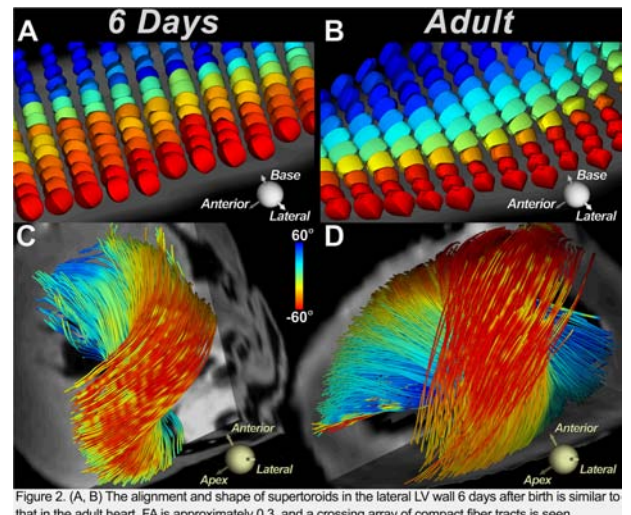 6 Days
Adult
A
B
Base
Anterior
Lateral
Base
Anterior
Lateral
C
60°
-60°
D
Anterior
Apex
Lateral
Anterior
Apex
Lateral
Figure 2. (A, B) The alignment and shape of supertoroids in the lateral LV wall 6 days after birth is similar to
that in the adult heart. FA is approximately 0.3, and a crossing array of compact fiber tracts is seen